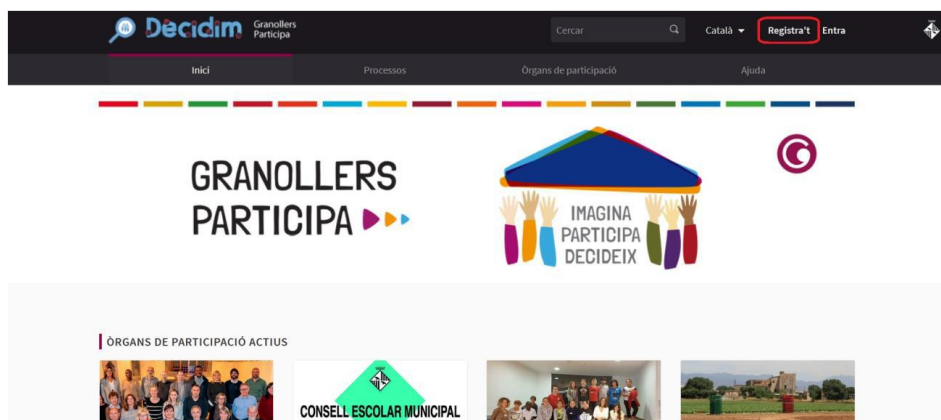 Decidim
Granollers
Participa
Cercar
Català
Registra't
Entra
Inici
Processos
Òrgans de participació
Ajuda
GRANOLLERS
PARTICIPA
IMAGINA
PARTICIPA
DECIDEIX
ÒRGANS DE PARTICIPACIÓ ACTIUS
CONSELL ESCOLAR MUNICIPAL